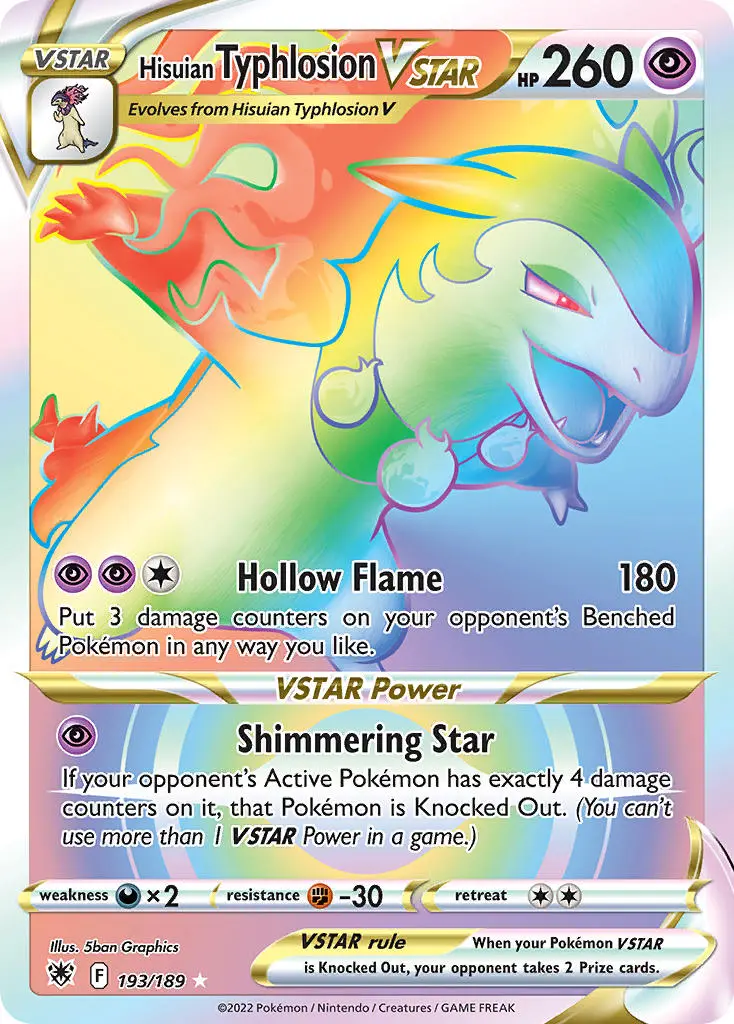 VSTAR
Hisuian Typhlosion VSTAR HP 260
Evolves from Hisuian Typhlosion V
Hollow Flame 180
Put 3 damage counters on your opponent's Benched
Pokémon in any way you like.
VSTAR Power
Shimmering Star
If your opponent's Active Pokémon has exactly 4 damage
counters on it, that Pokémon is Knocked Out. (You can't
use more than 1 VSTAR Power in a game.)
weakness ×2 resistance -30 retreat
Illus. 5ban Graphics
VSTAR rule When your Pokémon VSTAR
is Knocked Out, your opponent takes 2 Prize cards.
F 193/189
©2022 Pokémon / Nintendo / Creatures / GAME FREAK